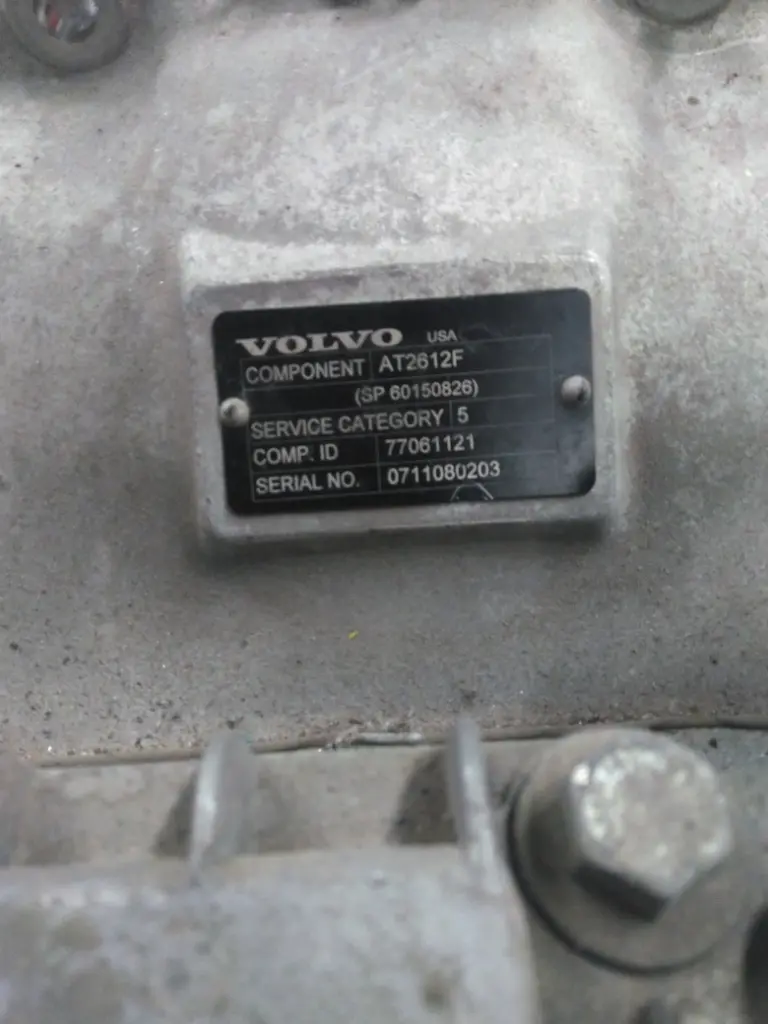 VOLVO USA
COMPONENT AT2612F
(SP 60150826)
SERVICE CATEGORY 5
COMP. ID 77061121
SERIAL NO. 0711080203